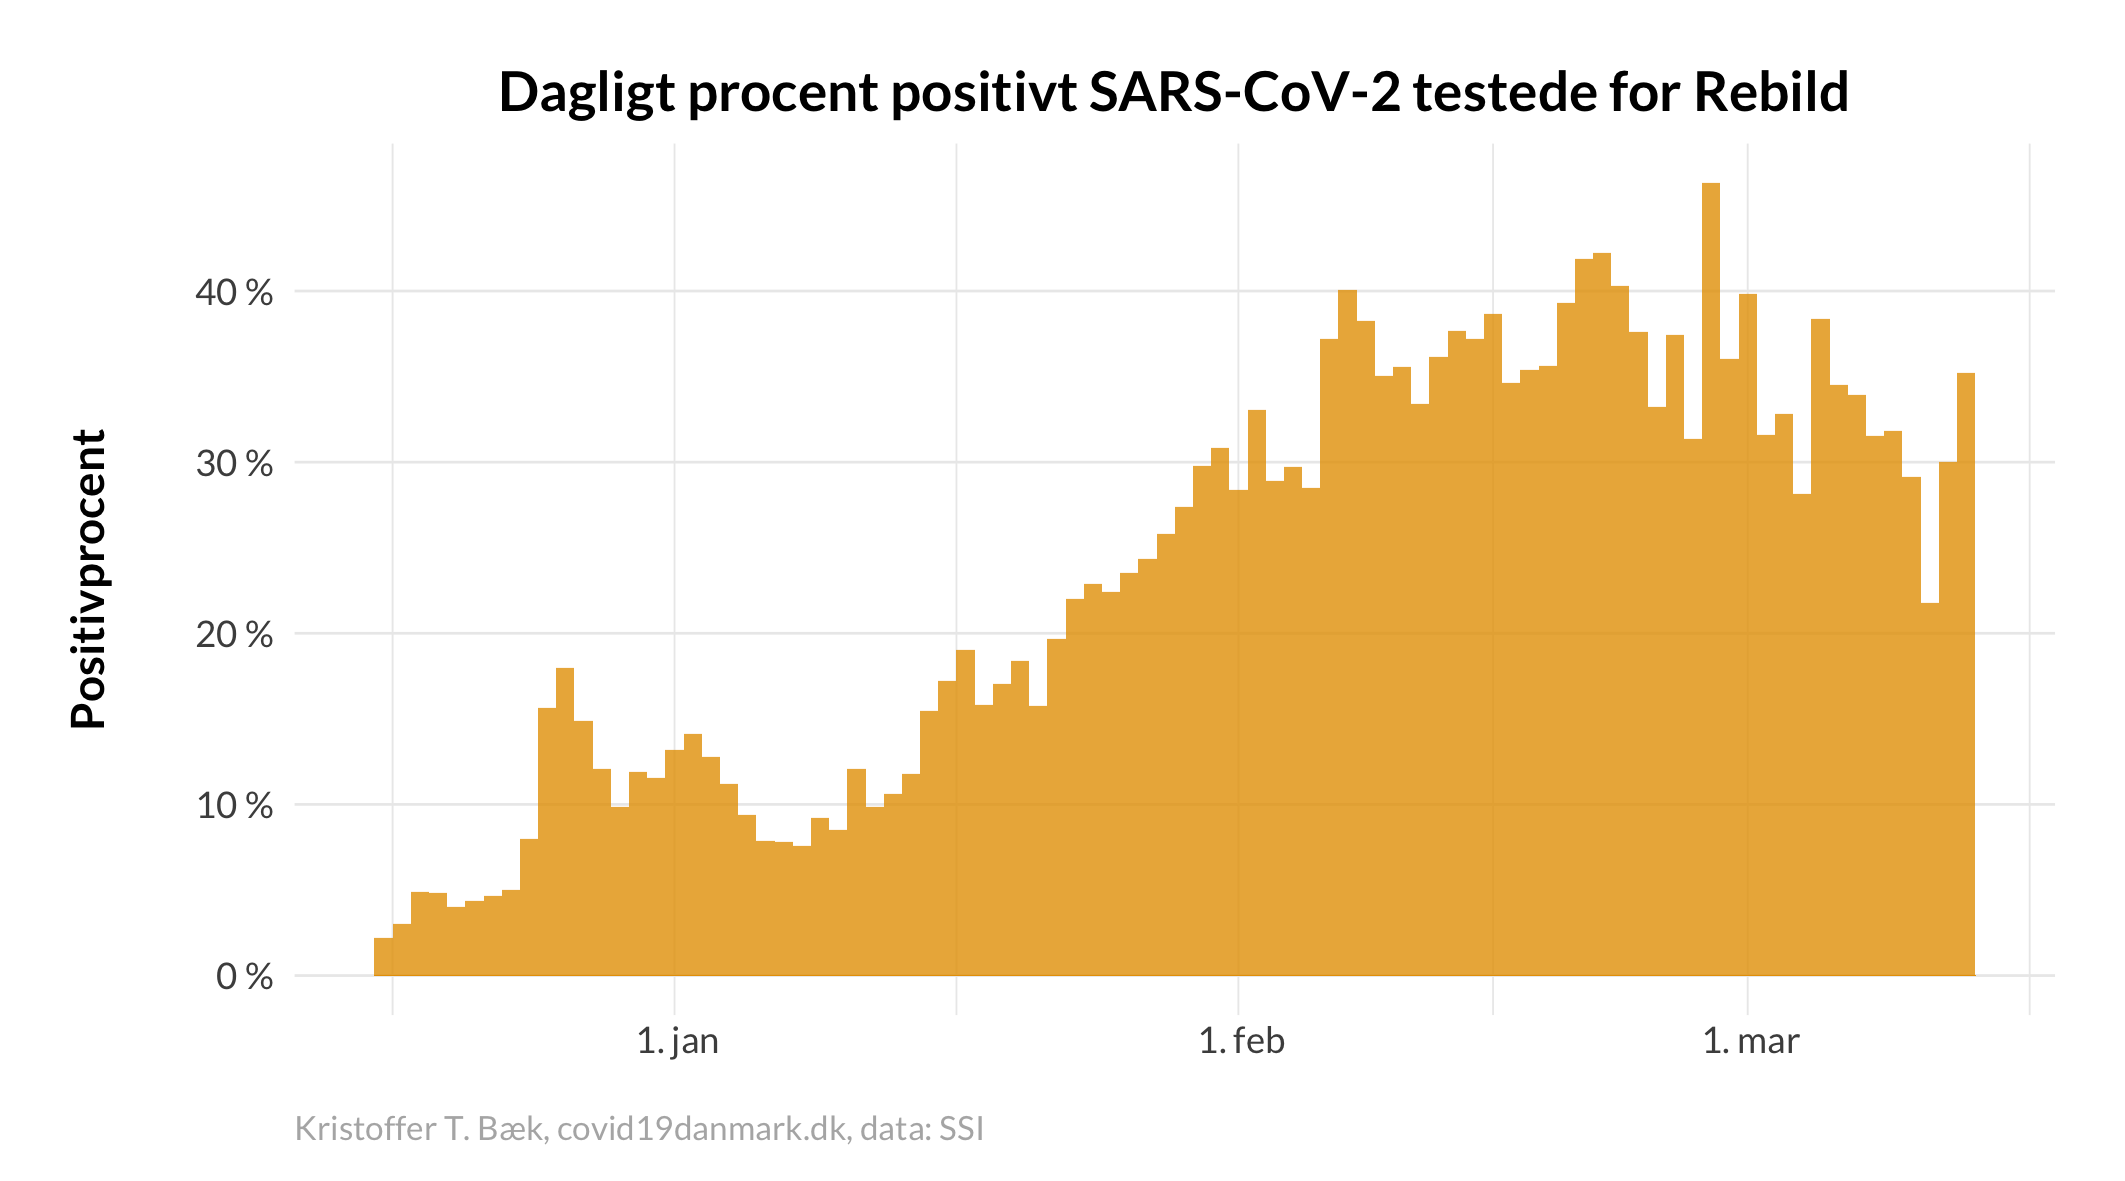 Dagligt procent positivt SARS-CoV-2 testede for Rebild
Positivprocent
40 %
30 %
20 %
10 %
0 %
1. jan
1. feb
1. mar
Kristoffer T. Bæk, covid19danmark.dk, data: SSI